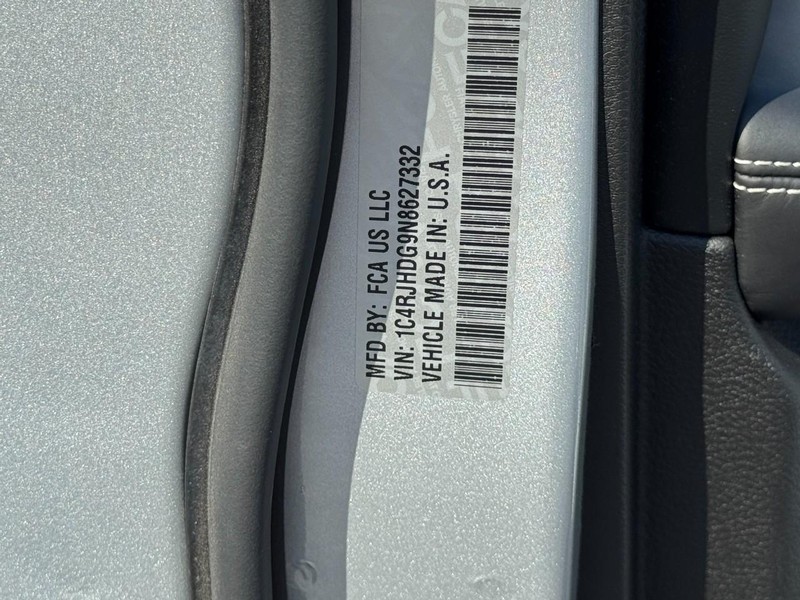 MFD BY: FCA US LLC
VIN: 1C4RJHDG9N8627332
VEHICLE MADE IN: U.S.A.